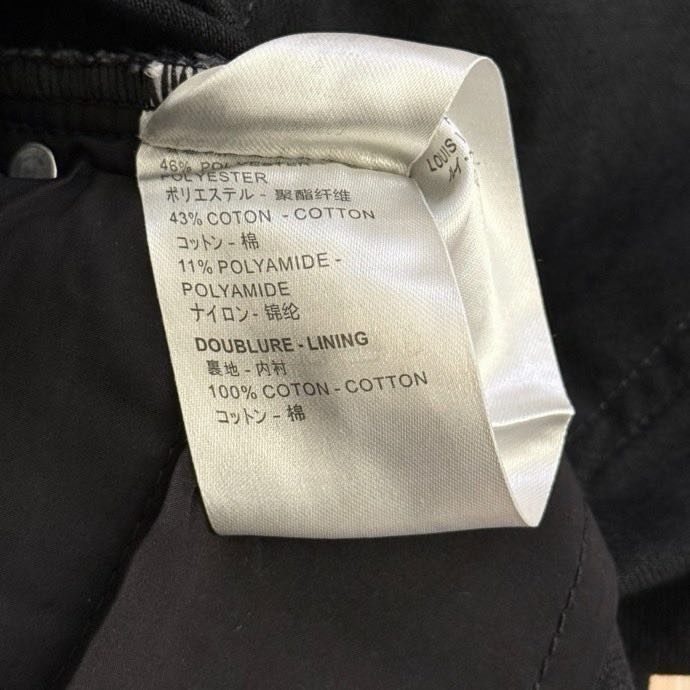 46% POLYESTER
POLYESTER
ポリエステル - 聚酯纤维
43% COTON - COTTON
コットン - 棉
11% POLYAMIDE -
POLYAMIDE
ナイロン - 锦纶
DOUBLURE - LINING
裏地 - 内衬
100% COTON - COTTON
コットン - 棉
LOUIS